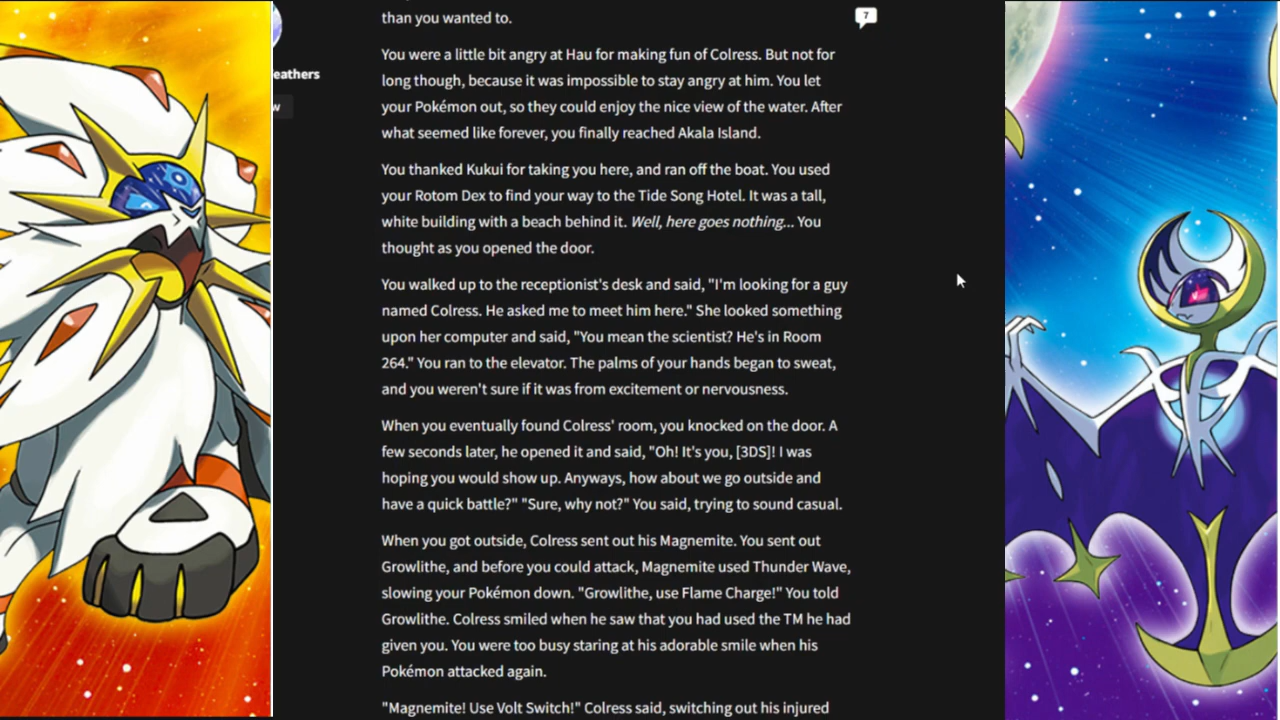 than you wanted to.
7
You were a little bit angry at Hau for making fun of Colress. But not for
eathers
long though, because it was impossible to stay angry at him. You let
w
your Pokémon out, so they could enjoy the nice view of the water. After
what seemed like forever, you finally reached Akala Island.
You thanked Kukui for taking you here, and ran off the boat. You used
your Rotom Dex to find your way to the Tide Song Hotel. It was a tall,
white building with a beach behind it. Well, here goes nothing... You
thought as you opened the door.
You walked up to the receptionist's desk and said, "I'm looking for a guy
named Colress. He asked me to meet him here." She looked something
upon her computer and said, "You mean the scientist? He's in Room
264." You ran to the elevator. The palms of your hands began to sweat,
and you weren't sure if it was from excitement or nervousness.
When you eventually found Colress' room, you knocked on the door. A
few seconds later, he opened it and said, "Oh! It's you, [3DS]! I was
hoping you would show up. Anyways, how about we go outside and
have a quick battle?" "Sure, why not?" You said, trying to sound casual.
When you got outside, Colress sent out his Magnemite. You sent out
Growlithe, and before you could attack, Magnemite used Thunder Wave,
slowing your Pokémon down. "Growlithe, use Flame Charge!" You told
Growlithe. Colress smiled when he saw that you had used the TM he had
given you. You were too busy staring at his adorable smile when his
Pokémon attacked again.
"Magnemite! Use Volt Switch!" Colress said, switching out his injured